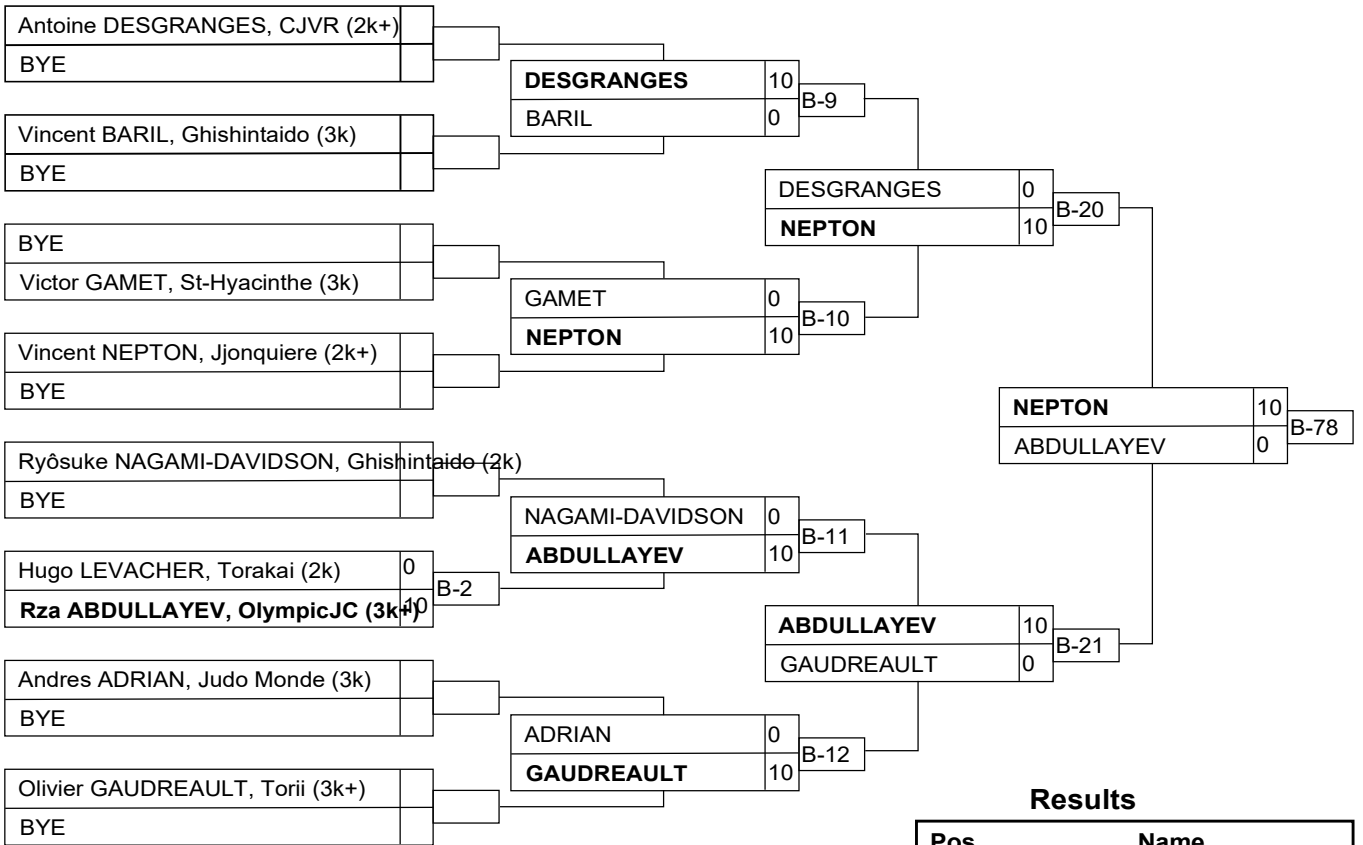 Antoine DESGRANGES, CJVR (2k+)
BYE
Vincent BARIL, Ghishintaido (3k)
BYE
BYE
Victor GAMET, St-Hyacinthe (3k)
Vincent NEPTON, Jjonquiere (2k+)
BYE
Ryôsuke NAGAMI-DAVIDSON, Ghishintaido (2k)
BYE
Hugo LEVACHER, Torakai (2k) 0
Rza ABDULLAYEV, OlympicJC (3k+) 10
B-2
Andres ADRIAN, Judo Monde (3k)
BYE
Olivier GAUDREAULT, Torii (3k+)
BYE
DESGRANGES 10
BARIL 0
B-9
GAMET 0
NEPTON 10
B-10
NAGAMI-DAVIDSON 0
ABDULLAYEV 10
B-11
ADRIAN 0
GAUDREAULT 10
B-12
DESGRANGES 0
NEPTON 10
B-20
ABDULLAYEV 10
GAUDREAULT 0
B-21
NEPTON 10
ABDULLAYEV 0
B-78
Results
Pos Name